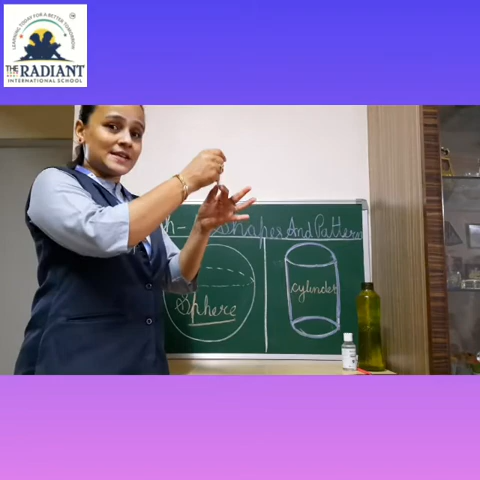 LEARNING TODAY FOR A BETTER TOMORROW
THE RADIANT
INTERNATIONAL SCHOOL
Shapes And Pattern
Sphere
cylinder